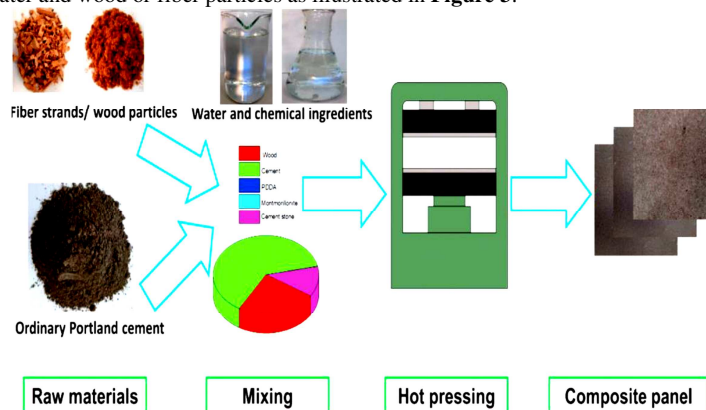 water and wood or fiber particles as illustrated in Figure 3.
Fiber strands/ wood particles
Water and chemical ingredients
Wood
Cement
PDDA
Montmorillonite
Cement stone
Ordinary Portland cement
Raw materials
Mixing
Hot pressing
Composite panel